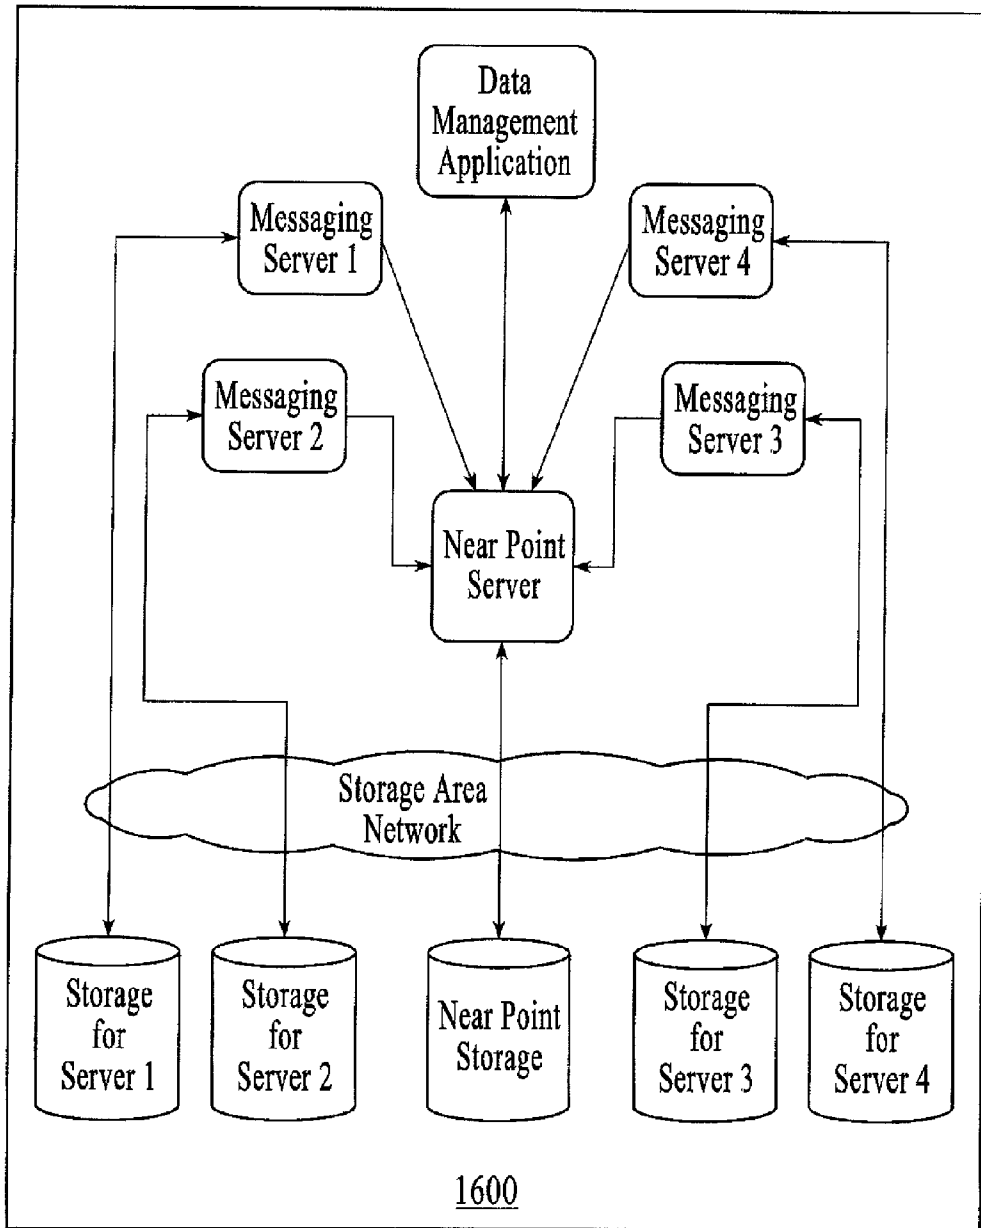 Data
Management
Application
Messaging
Server 1
Messaging
Server 4
Messaging
Server 2
Messaging
Server 3
Near Point
Server
Storage Area
Network
Storage
for
Server 1
Storage
for
Server 2
Near Point
Storage
Storage
for
Server 3
Storage
for
Server 4
1600